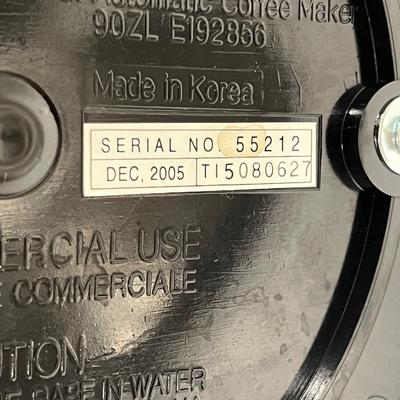 Automatic Coffee Maker
90ZL E192856
Made in Korea
SERIAL NO. 55212
DEC, 2005 TI5080627
ERCIAL USE
COMMERCIALE
UTION
IN WATER